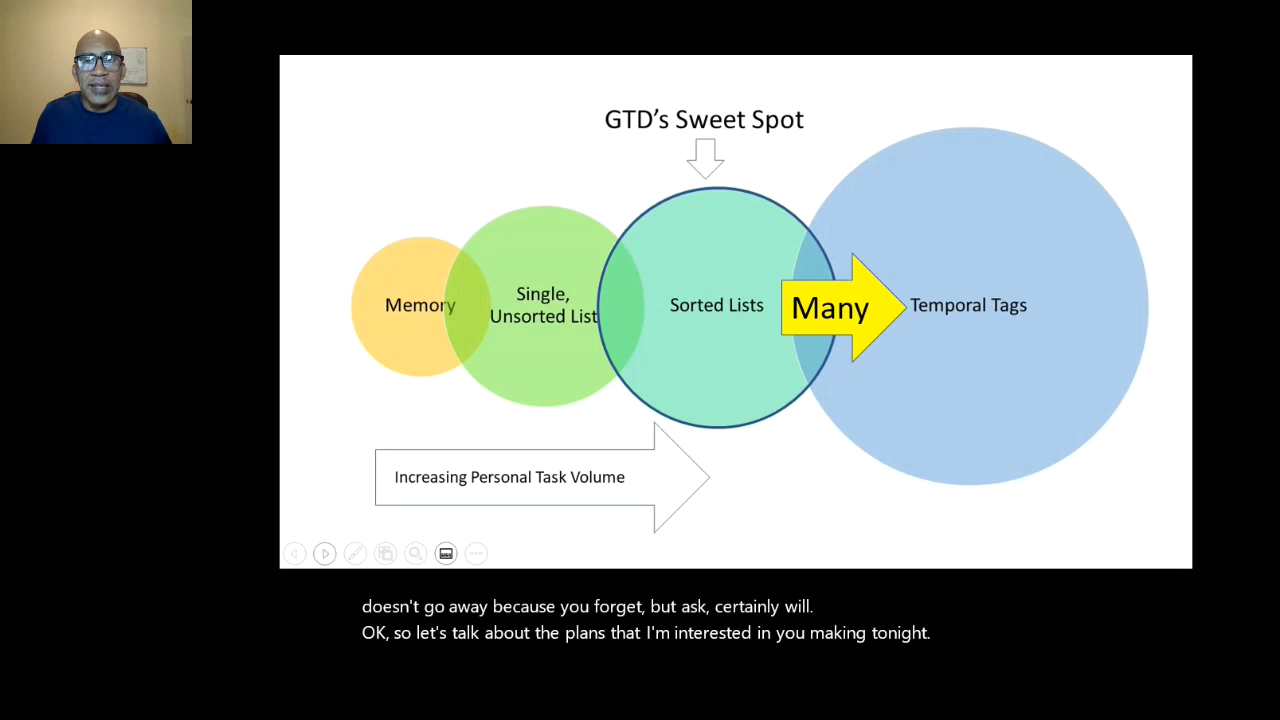 GTD’s Sweet Spot
Memory
Single,
Unsorted List
Sorted Lists
Many
Temporal Tags
Increasing Personal Task Volume
doesn't go away because you forget, but ask, certainly will.
OK, so let's talk about the plans that I'm interested in you making tonight.